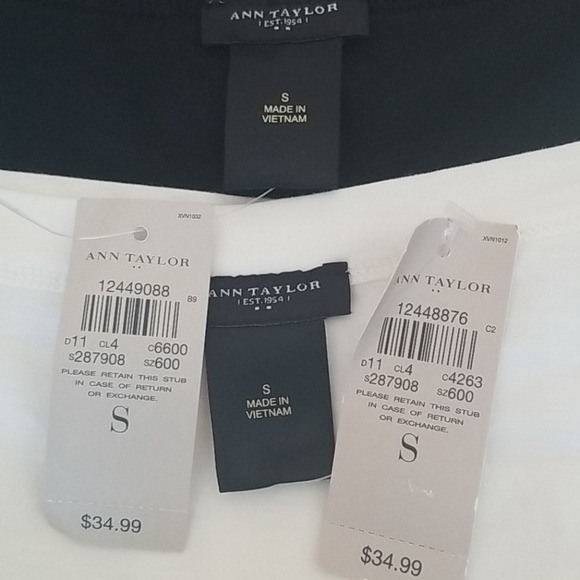 ANN TAYLOR
EST. 1954
S
MADE IN
VIETNAM
XVN1002
ANN TAYLOR
12449088
B9
D11 CL4 C6600
S287908 SZ600
PLEASE RETAIN THIS STUB
IN CASE OF RETURN
OR EXCHANGE.
S
$34.99
ANN TAYLOR
EST. 1954
S
MADE IN
VIETNAM
XVN1012
ANN TAYLOR
12448876
C2
D11 CL4 C4263
S287908 SZ600
PLEASE RETAIN THIS STUB
IN CASE OF RETURN
OR EXCHANGE.
S
$34.99